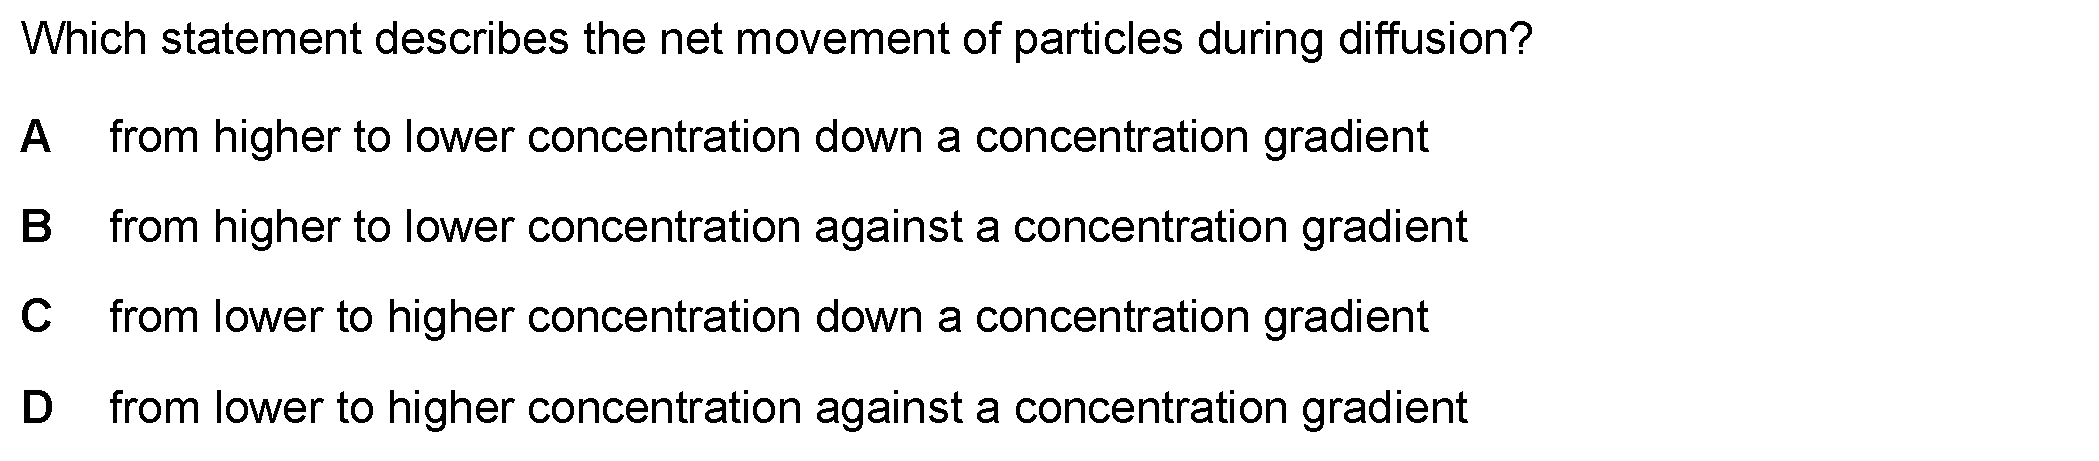 Which statement describes the net movement of particles during diffusion?
A from higher to lower concentration down a concentration gradient
B from higher to lower concentration against a concentration gradient
C from lower to higher concentration down a concentration gradient
D from lower to higher concentration against a concentration gradient